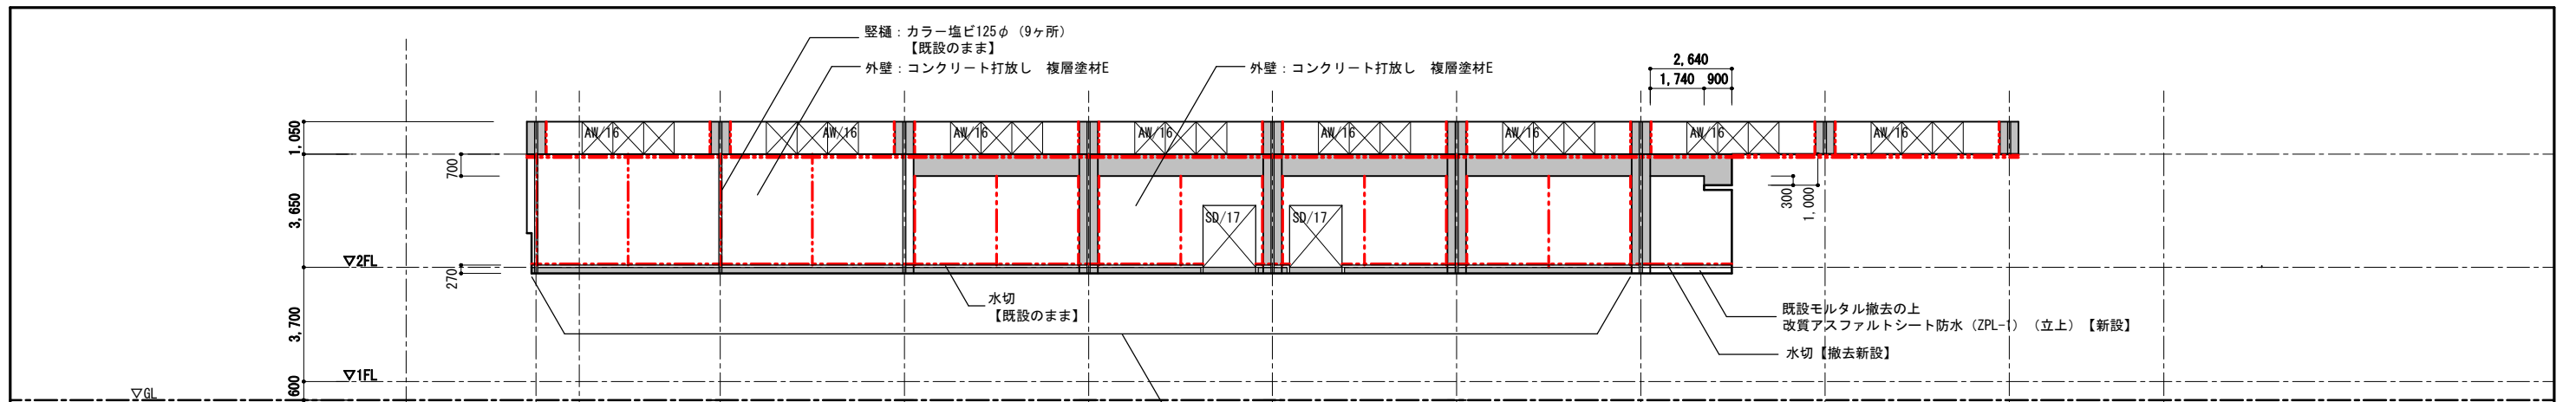 竪樋：カラー塩ビ125φ（9ヶ所）
【既設のまま】
外壁：コンクリート打放し　複層塗材E
外壁：コンクリート打放し　複層塗材E
2,640
1,740 900
1,050
AW/16 AW/16 AW/16 AW/16 AW/16 AW/16 AW/16 AW/16
700
300
1,000
3,650
SD/17 SD/17
▽2FL
270
水切
【既設のまま】
既設モルタル撤去の上
改質アスファルトシート防水（ZPL-1）（立上）【新設】
水切【撤去新設】
3,700
▽1FL
600
▽GL